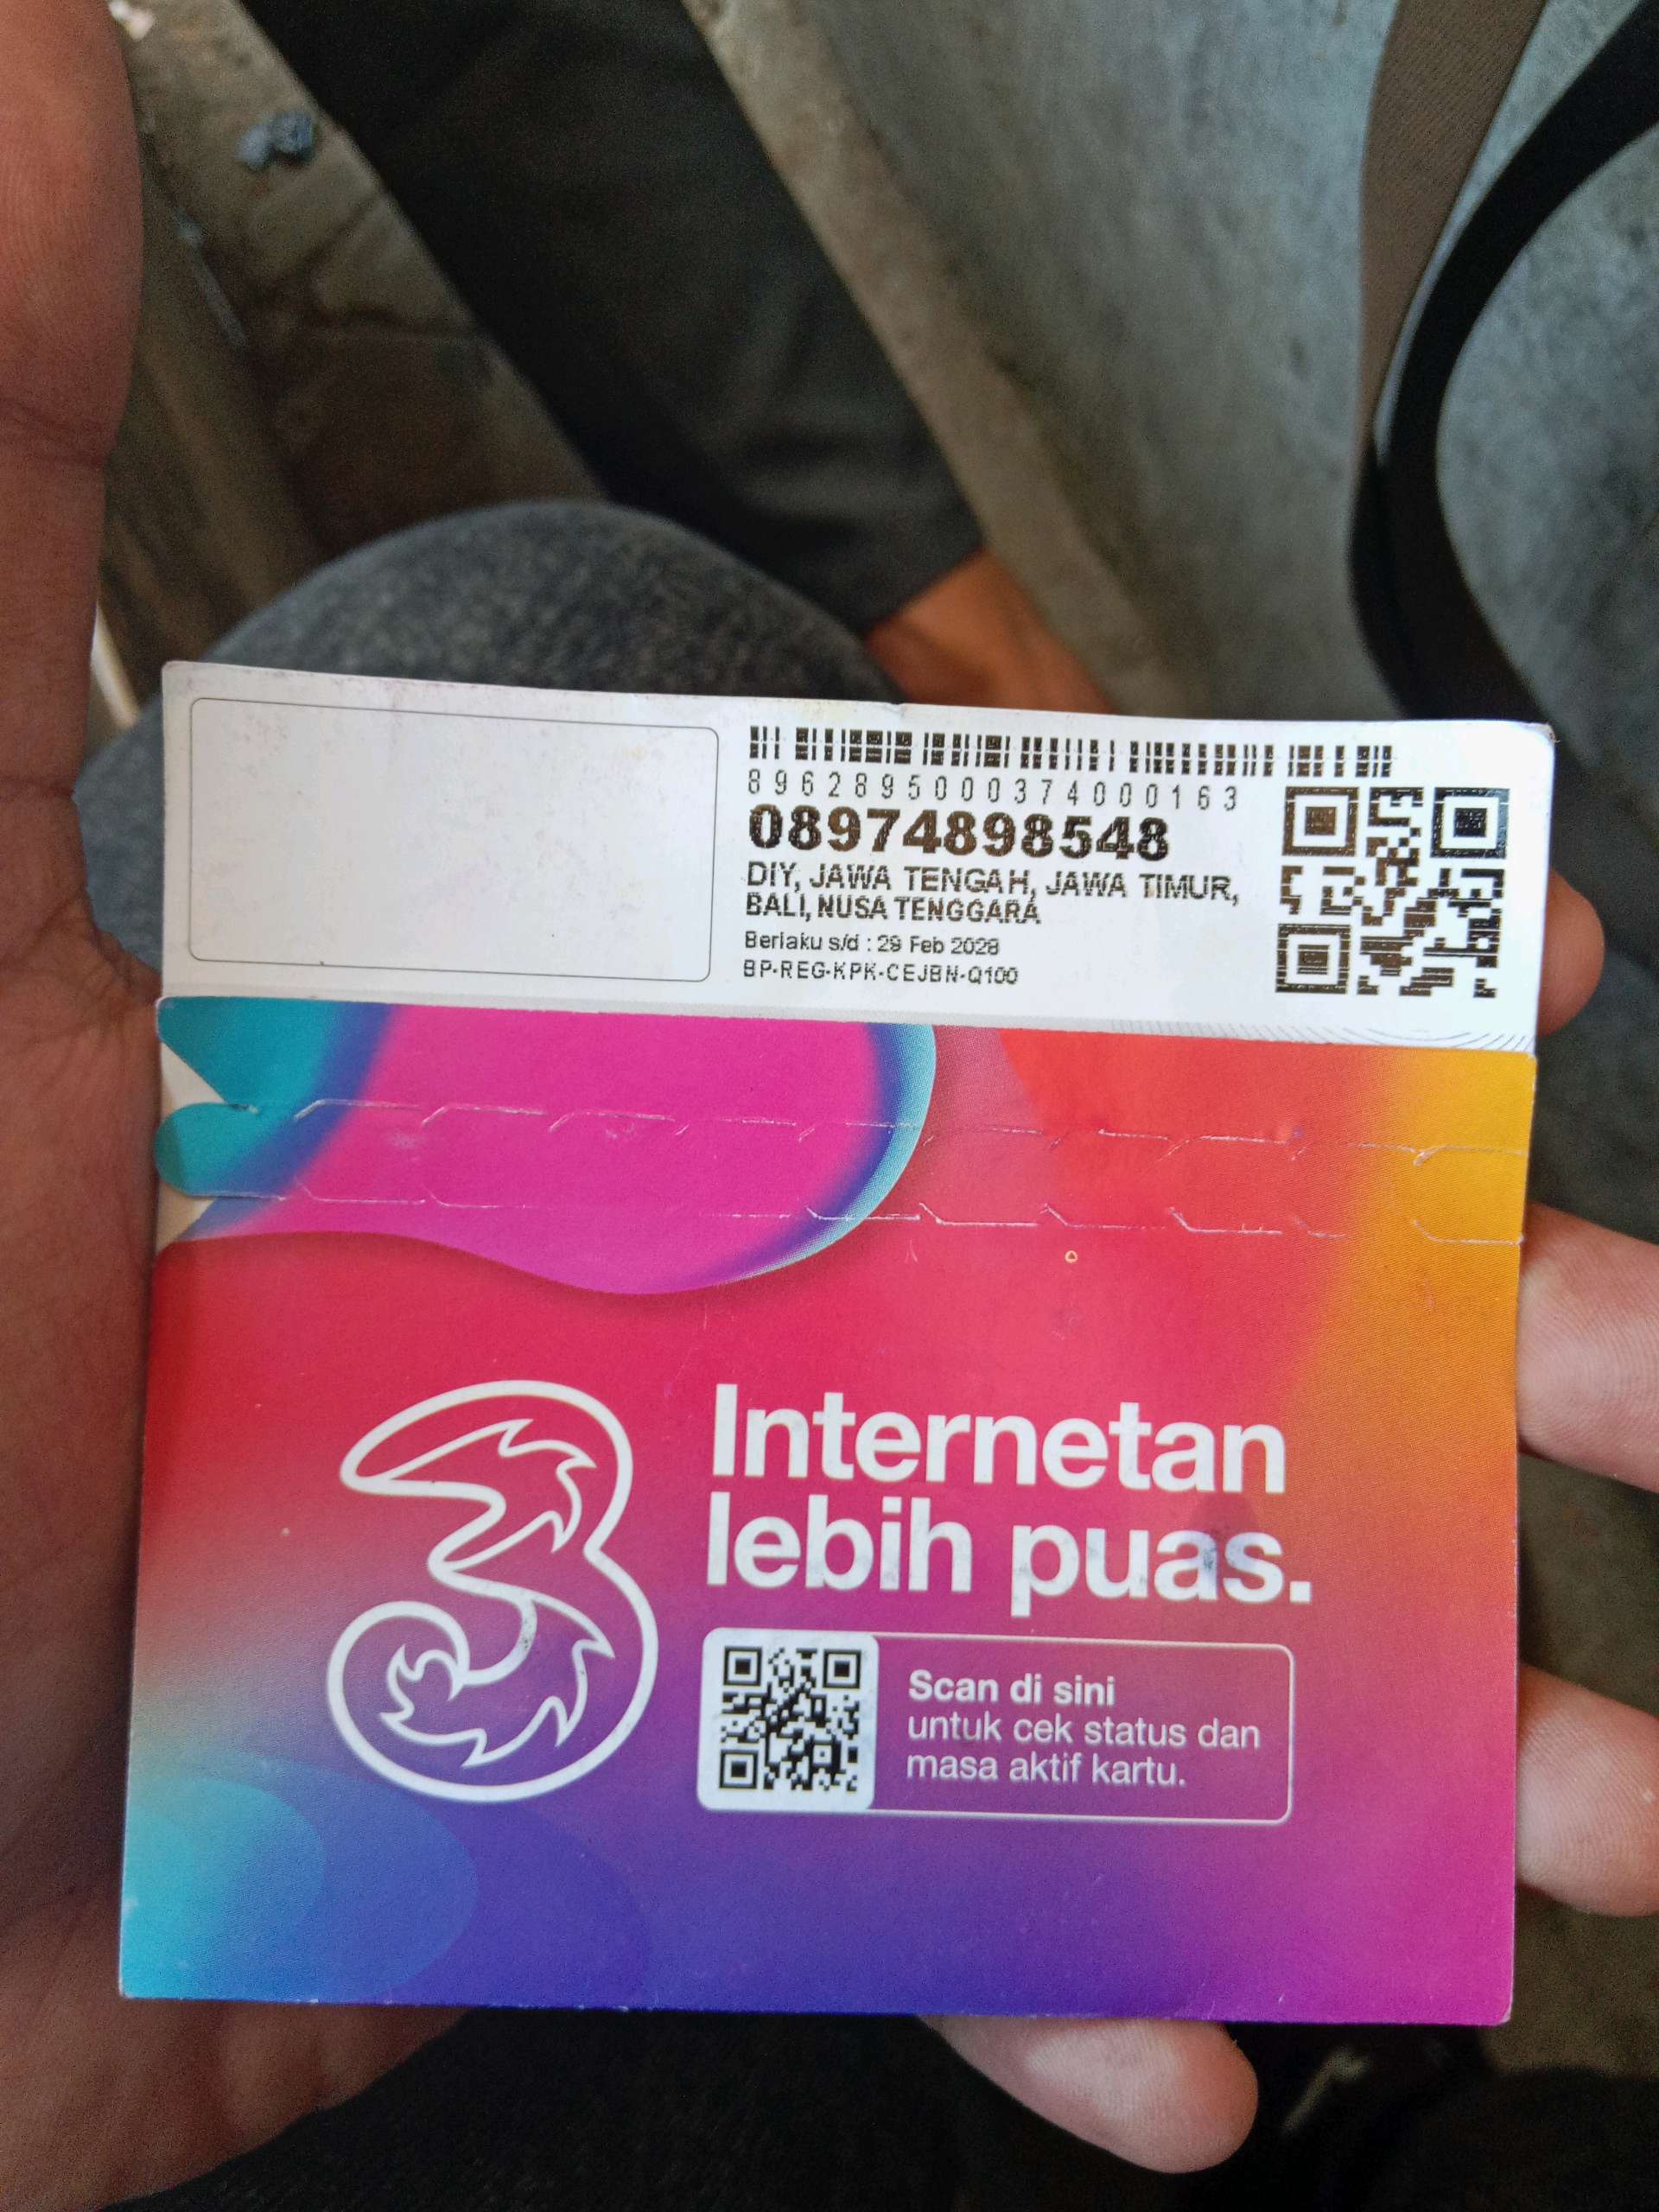 8962895000374000163
08974898548
DIY, JAWA TENGAH, JAWA TIMUR,
BALI, NUSA TENGGARA
Berlaku s/d : 29 Feb 2028
BP-REG-KPK-CEJBN-Q100
3
Internetan
lebih puas.
Scan di sini
untuk cek status dan
masa aktif kartu.